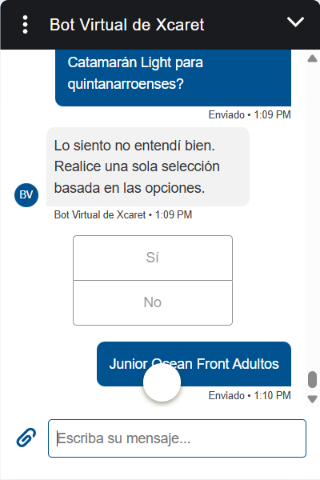 Bot Virtual de Xcaret
Catamarán Light para
quintanarroenses?
Enviado • 1:09 PM
Lo siento no entendí bien.
Realice una sola selección
basada en las opciones.
BV
Bot Virtual de Xcaret • 1:09 PM
Sí
No
Junior Ocean Front Adultos
Enviado • 1:10 PM
Escriba su mensaje...